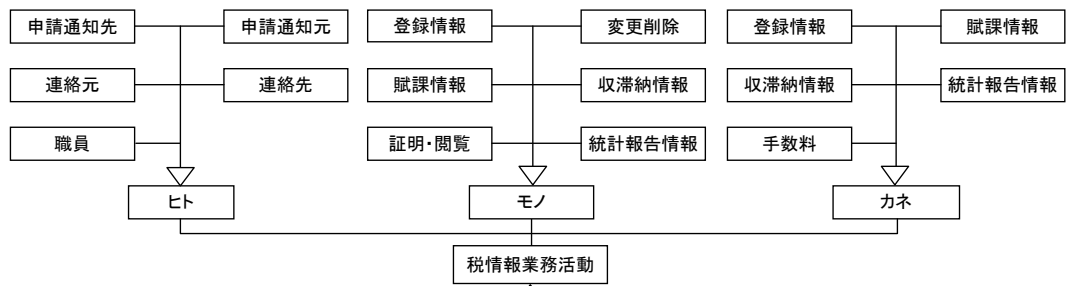 申請通知先
申請通知元
登録情報
変更削除
登録情報
賦課情報
連絡元
連絡先
賦課情報
収滞納情報
収滞納情報
統計報告情報
職員
証明・閲覧
統計報告情報
手数料
ヒト
モノ
カネ
税情報業務活動